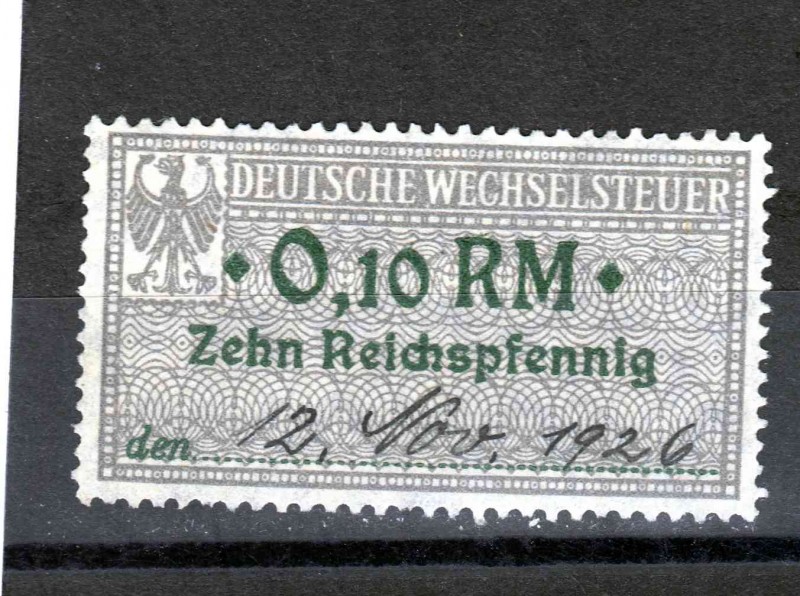 DEUTSCHE WECHSELSTEUER
·0,10 RM·
Zehn Reichspfennig
den 12. Nov. 1926